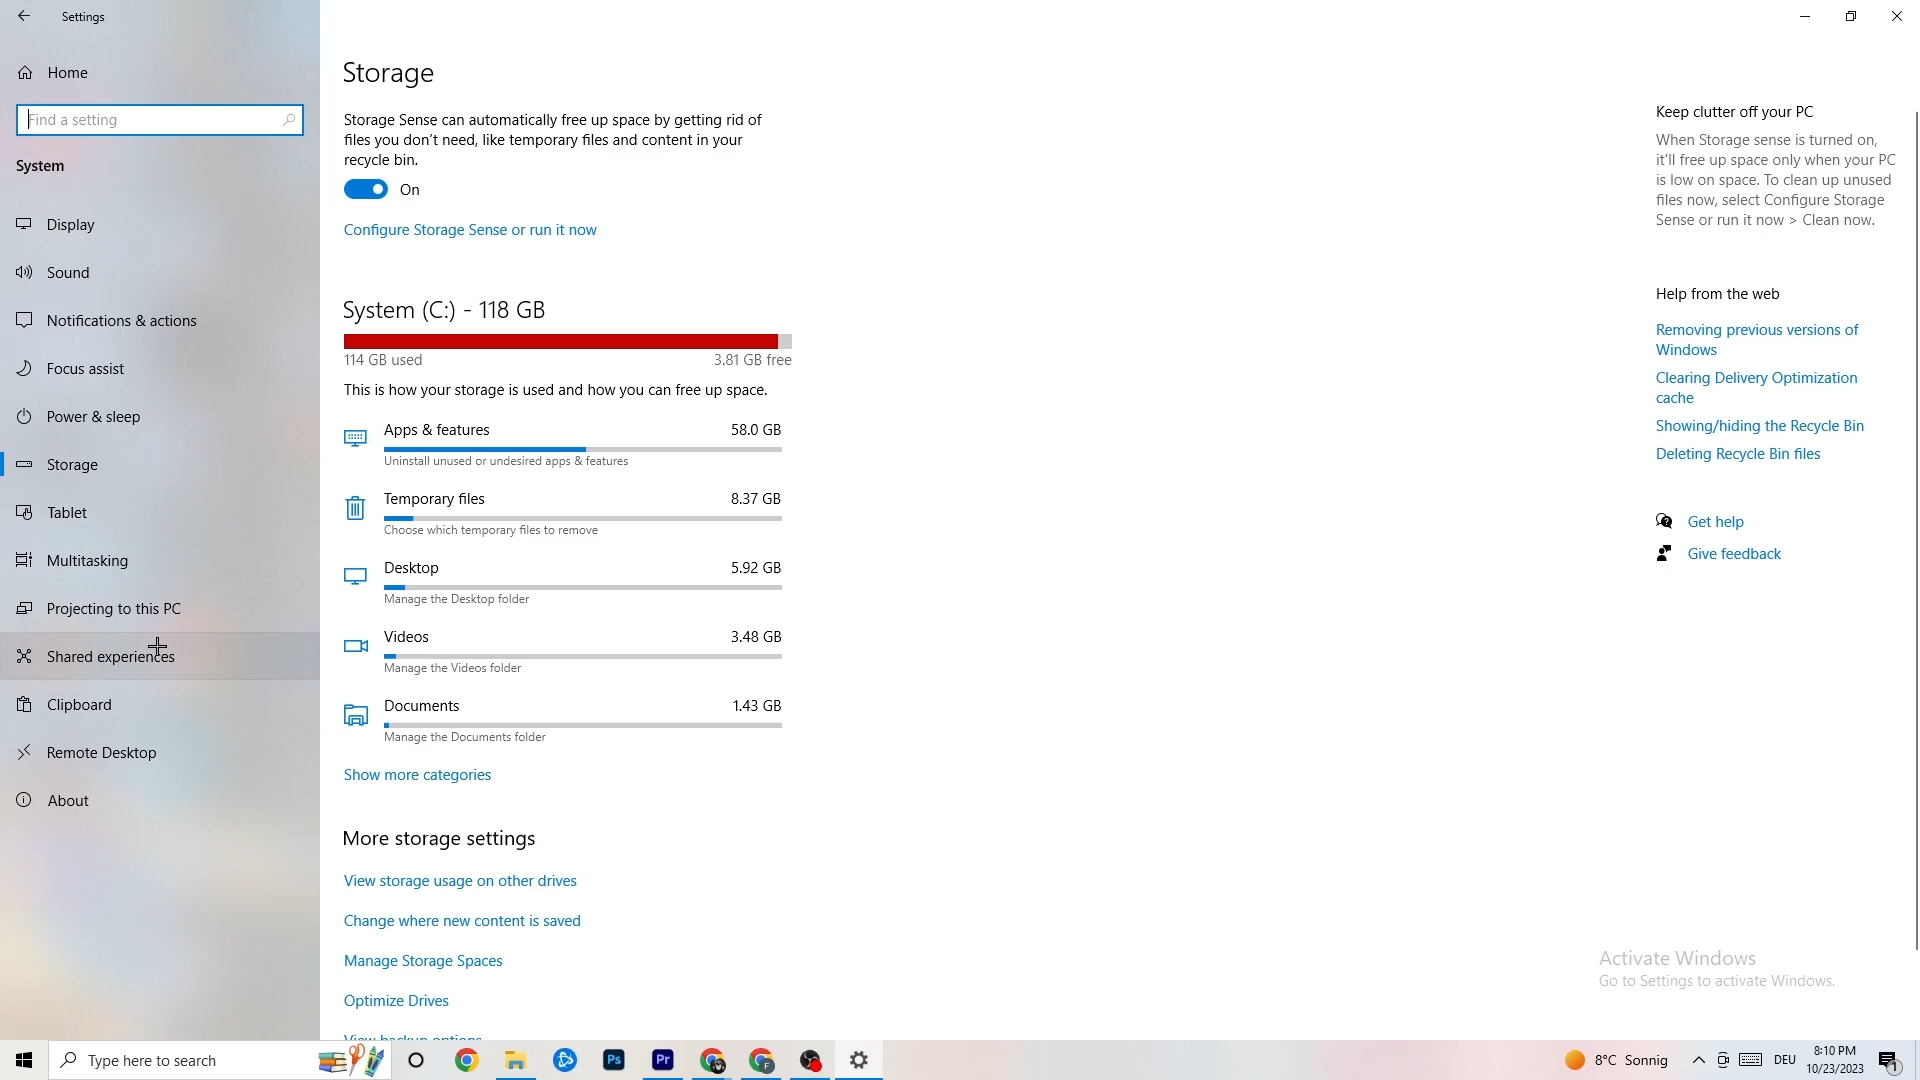 Settings
Home
Find a setting
System
Display
Sound
Notifications & actions
Focus assist
Power & sleep
Storage
Tablet
Multitasking
Projecting to this PC
Shared experiences
Clipboard
Remote Desktop
About
Storage
Storage Sense can automatically free up space by getting rid of
files you don't need, like temporary files and content in your
recycle bin.
On
Configure Storage Sense or run it now
System (C:) - 118 GB
114 GB used 3.81 GB free
This is how your storage is used and how you can free up space.
Apps & features 58.0 GB
Uninstall unused or undesired apps & features
Temporary files 8.37 GB
Choose which temporary files to remove
Desktop 5.92 GB
Manage the Desktop folder
Videos 3.48 GB
Manage the Videos folder
Documents 1.43 GB
Manage the Documents folder
Show more categories
More storage settings
View storage usage on other drives
Change where new content is saved
Manage Storage Spaces
Optimize Drives
View backup options
Keep clutter off your PC
When Storage sense is turned on,
it'll free up space only when your PC
is low on space. To clean up unused
files now, select Configure Storage
Sense or run it now > Clean now.
Help from the web
Removing previous versions of
Windows
Clearing Delivery Optimization
cache
Showing/hiding the Recycle Bin
Deleting Recycle Bin files
Get help
Give feedback
Activate Windows
Go to Settings to activate Windows.
Type here to search
Ps
Pr
F
8°C Sonnig
DEU
8:10 PM
10/23/2023
1